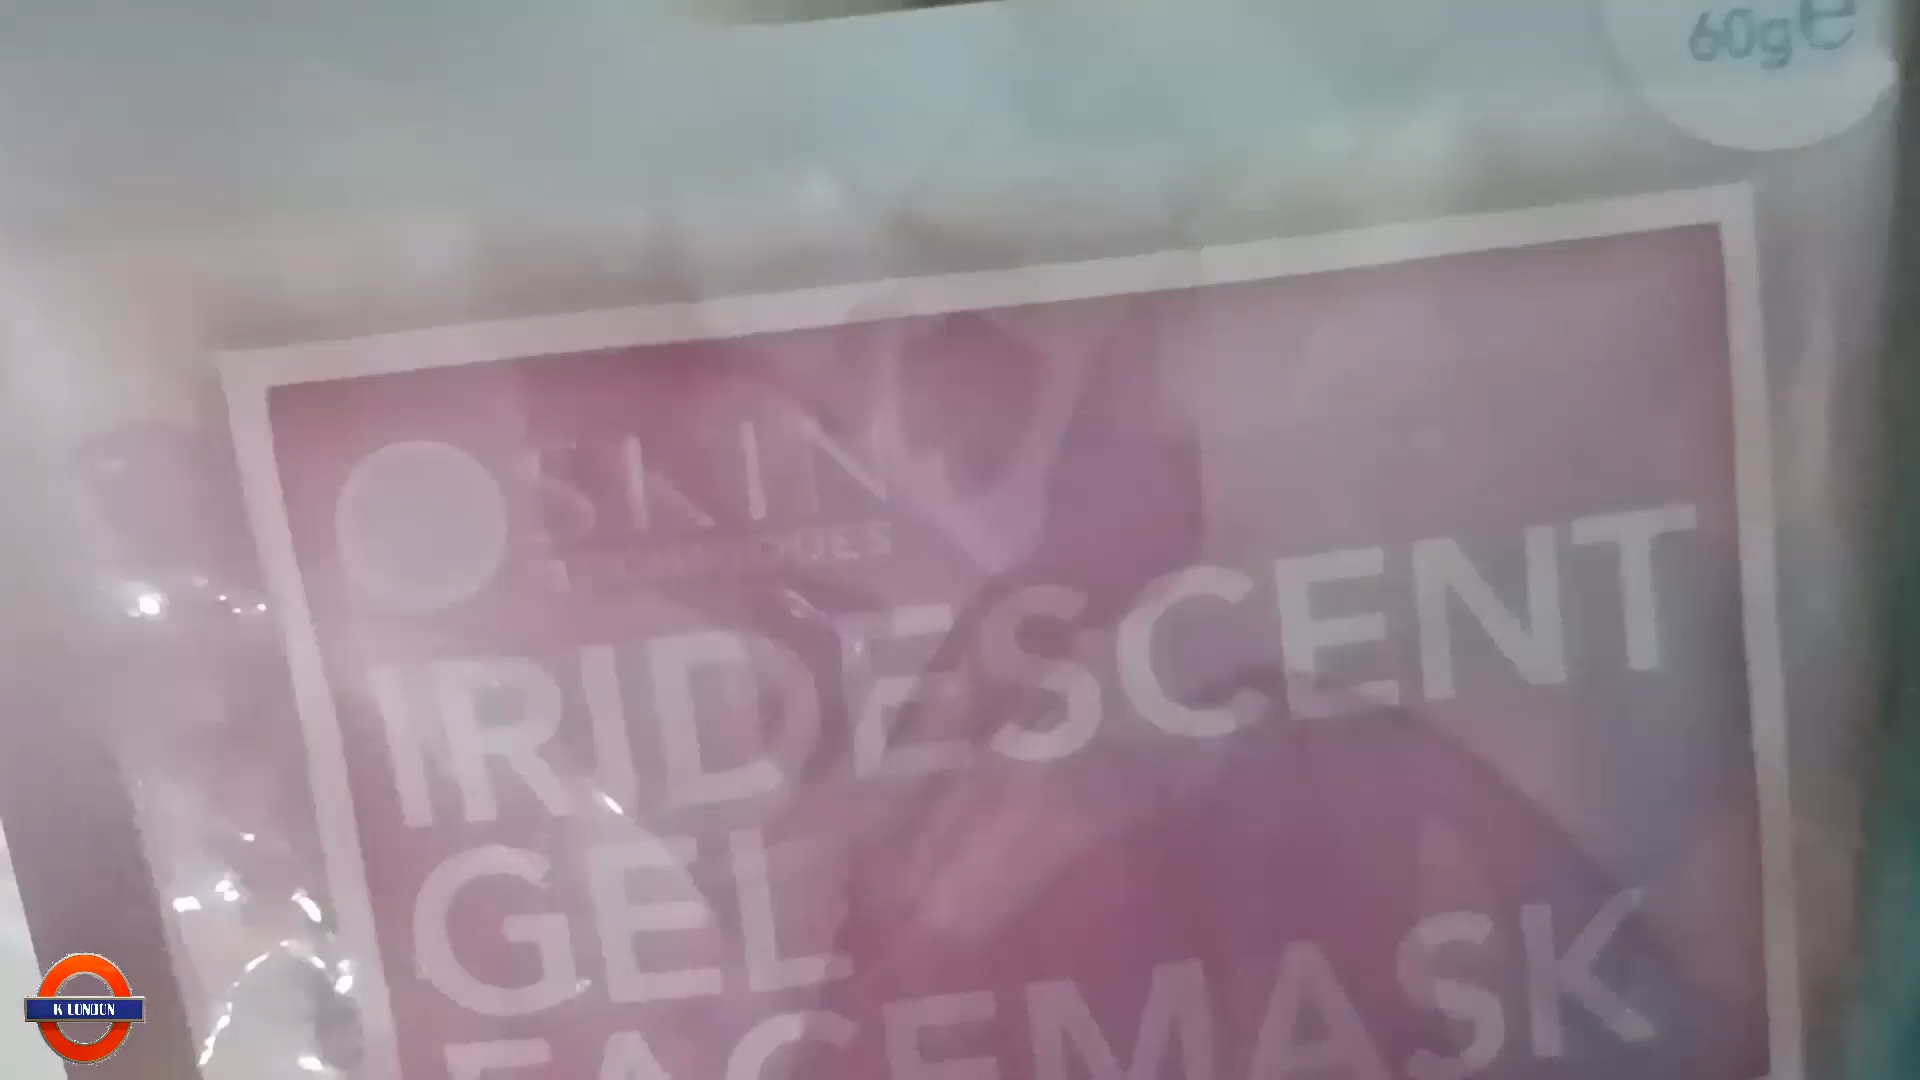 60g℮
SKIN
IRIDESCENT
GEL
FACEMASK
K LONDON